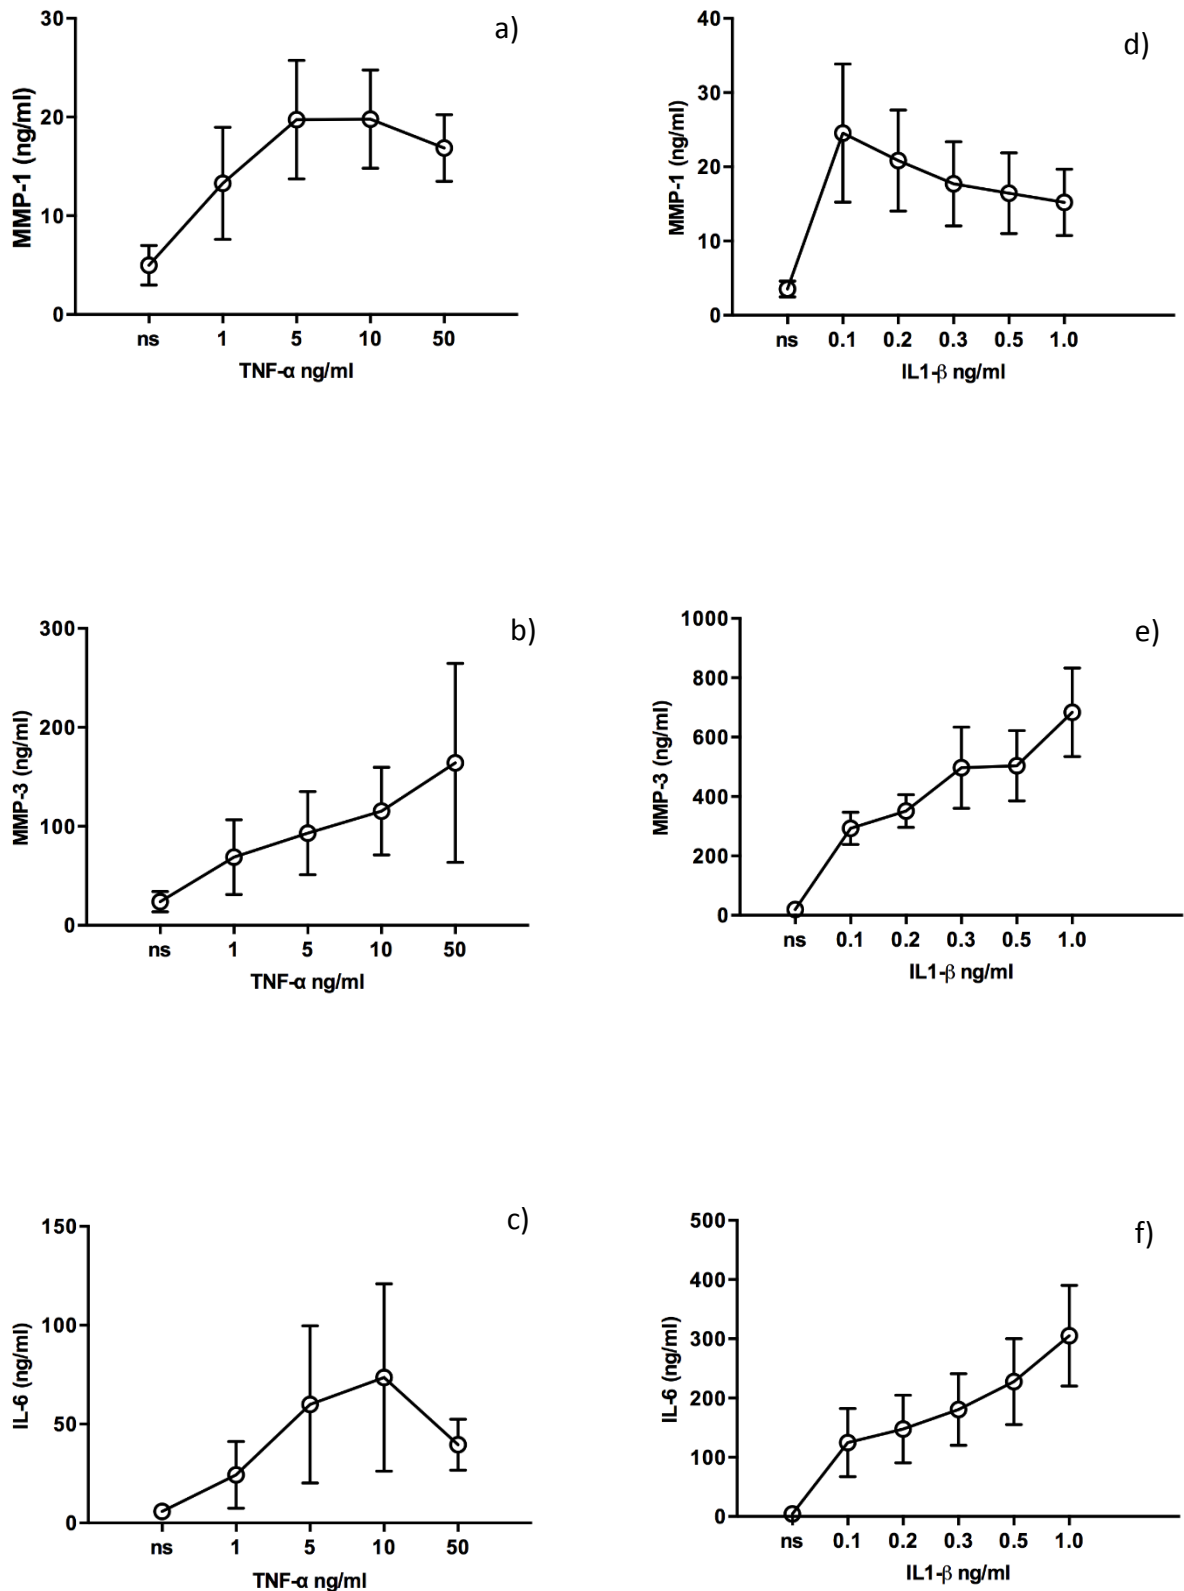 a)
30
20
10
0
MMP-1 (ng/ml)
ns 1 5 10 50
TNF-α ng/ml
d)
40
30
20
10
0
MMP-1 (ng/ml)
ns 0.1 0.2 0.3 0.5 1.0
IL1-β ng/ml
b)
300
200
100
0
MMP-3 (ng/ml)
ns 1 5 10 50
TNF-α ng/ml
e)
1000
800
600
400
200
0
MMP-3 (ng/ml)
ns 0.1 0.2 0.3 0.5 1.0
IL1-β ng/ml
c)
150
100
50
0
IL-6 (ng/ml)
ns 1 5 10 50
TNF-α ng/ml
f)
500
400
300
200
100
0
IL-6 (ng/ml)
ns 0.1 0.2 0.3 0.5 1.0
IL1-β ng/ml